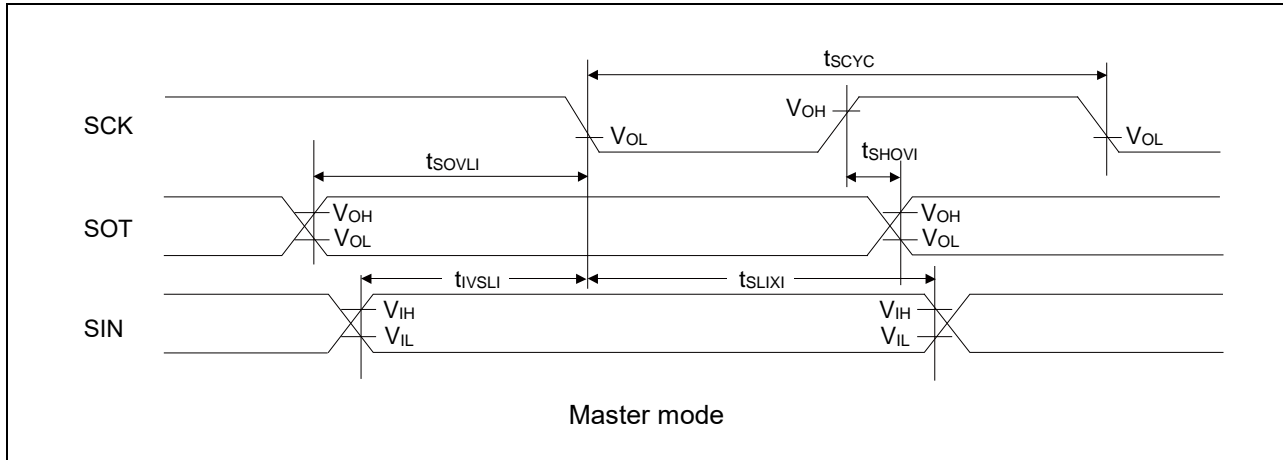 tSCYC
SCK
VOH
VOL
VOL
tSOVLI
tSHOVI
SOT
VOH
VOL
VOH
VOL
tIVSLI
tSLIXI
SIN
VIH
VIL
VIH
VIL
Master mode